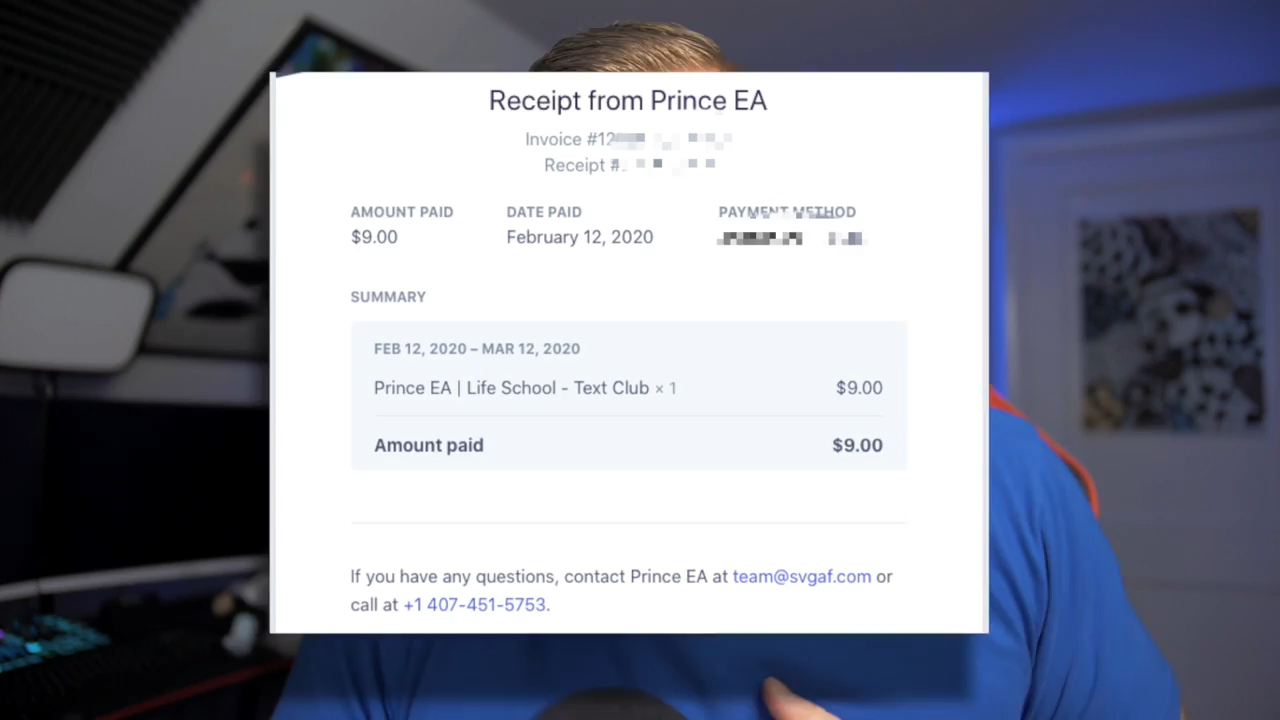 Receipt from Prince EA
Invoice #12
Receipt #
AMOUNT PAID DATE PAID PAYMENT METHOD
$9.00 February 12, 2020
SUMMARY
FEB 12, 2020 – MAR 12, 2020
Prince EA | Life School - Text Club × 1 $9.00
Amount paid $9.00
If you have any questions, contact Prince EA at team@svgaf.com or
call at +1 407-451-5753.